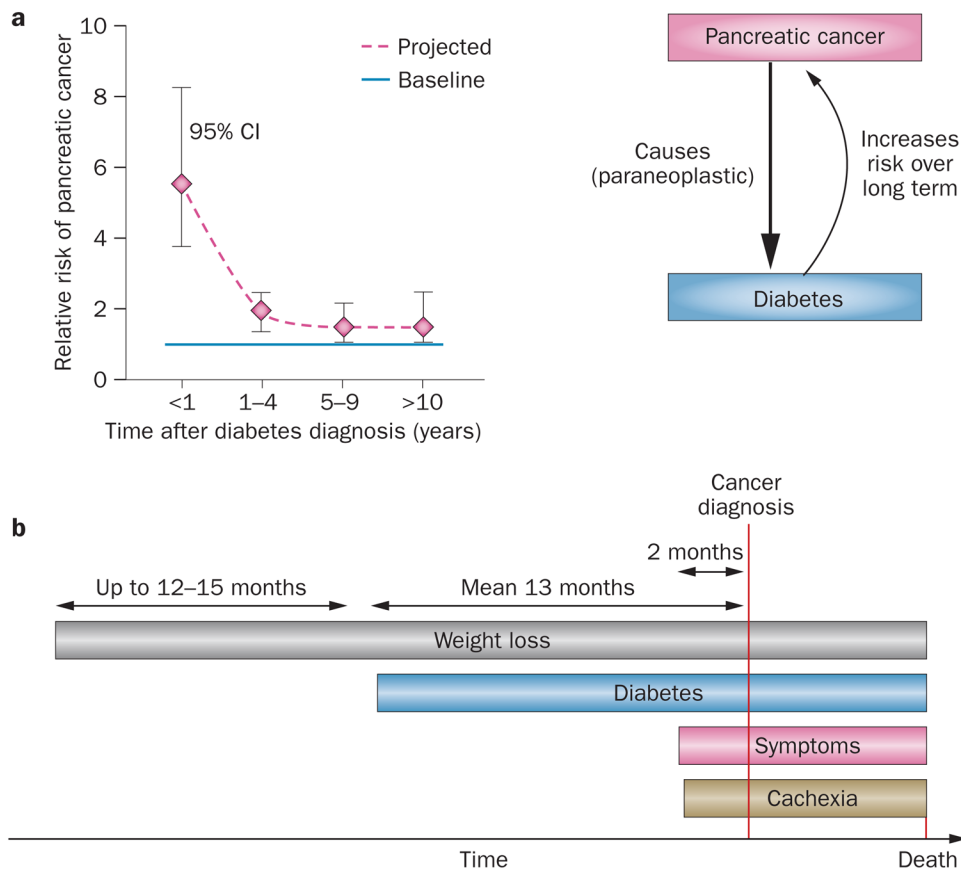 a
10
8
6
4
2
0
Relative risk of pancreatic cancer
Projected
Baseline
95% CI
<1
1–4
5–9
>10
Time after diabetes diagnosis (years)
Pancreatic cancer
Causes
(paraneoplastic)
Increases
risk over
long term
Diabetes
b
Cancer
diagnosis
2 months
Up to 12–15 months
Mean 13 months
Weight loss
Diabetes
Symptoms
Cachexia
Time
Death